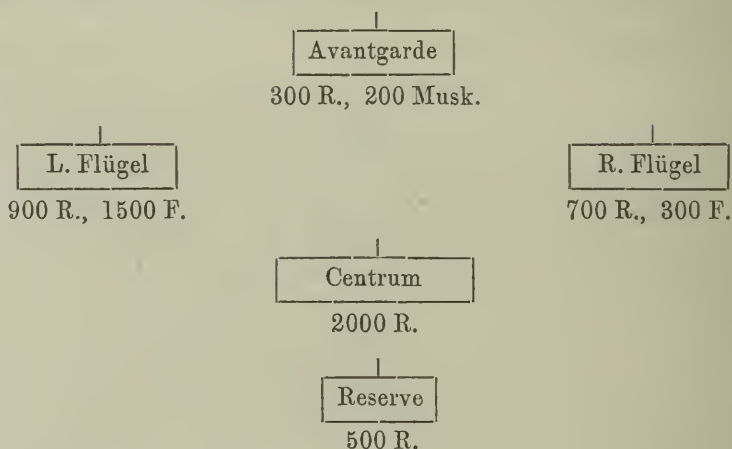 Avantgarde
300 R., 200 Musk.
L. Flügel
R. Flügel
900 R., 1500 F.
700 R., 300 F.
Centrum
2000 R.
Reserve
500 R.